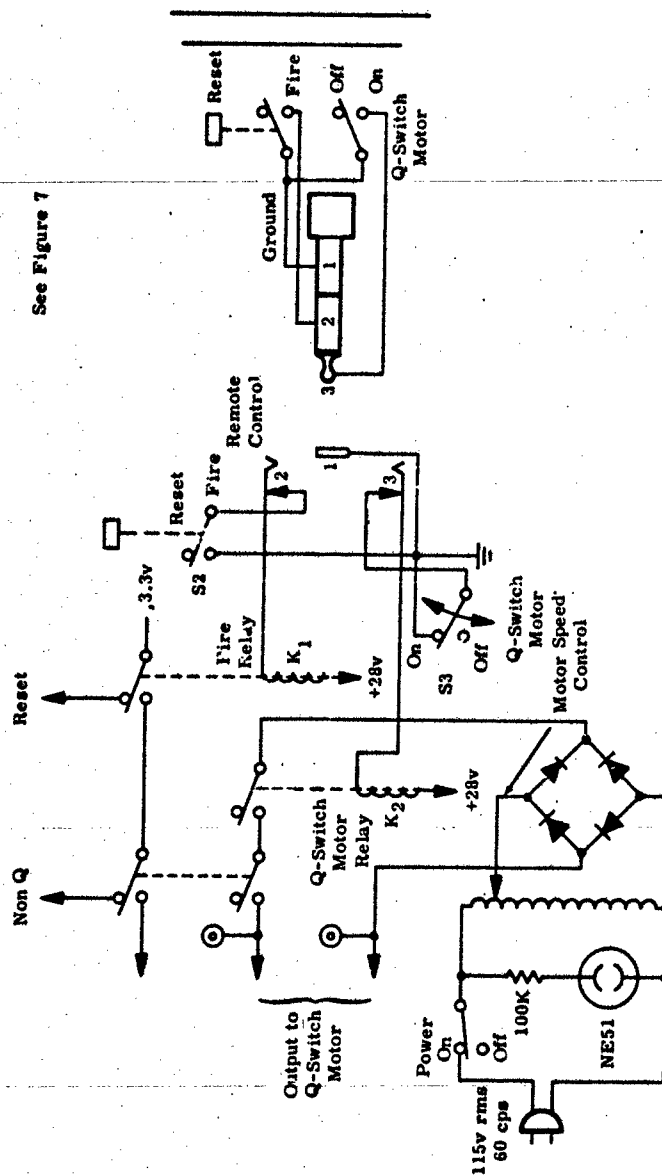 See Figure 7
Reset
Fire
Off
On
Q-Switch
Motor
Ground
1
2
3
Remote
Control
2
1
3
Reset
Fire
S2
,3.3v
Reset
Fire
Relay
K1
+28v
On
Off
S3
Q-Switch
Motor
Motor Speed
Control
Non Q
Q-Switch
Motor
Relay
K2
+28v
Output to
Q-Switch
Motor
Power
On
Off
100K
NE51
115v rms
60 cps